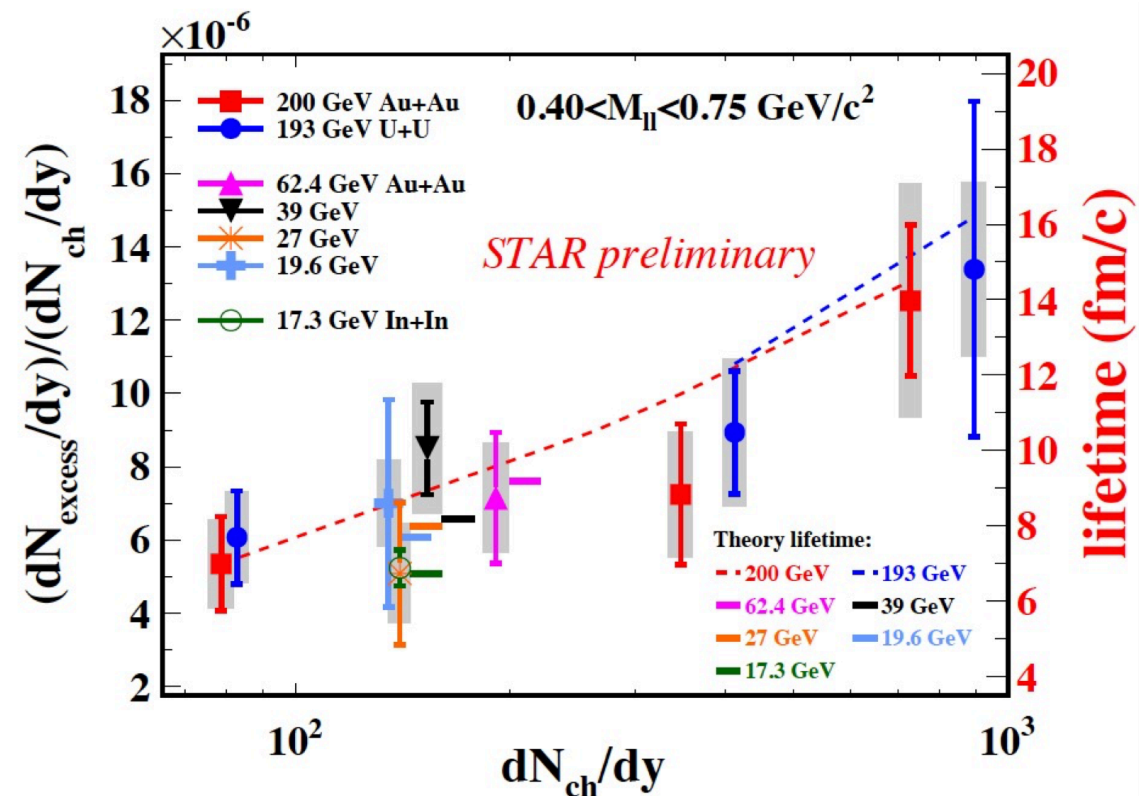 ×10⁻⁶
(dN_excess/dy)/(dN_ch/dy)
18
16
14
12
10
8
6
4
2
200 GeV Au+Au
193 GeV U+U
62.4 GeV Au+Au
39 GeV
27 GeV
19.6 GeV
17.3 GeV In+In
0.40<M_ll<0.75 GeV/c²
STAR preliminary
Theory lifetime:
200 GeV 193 GeV
62.4 GeV 39 GeV
27 GeV 19.6 GeV
17.3 GeV
20
18
16
14
12
10
8
6
4
lifetime (fm/c)
10² 10³
dN_ch/dy